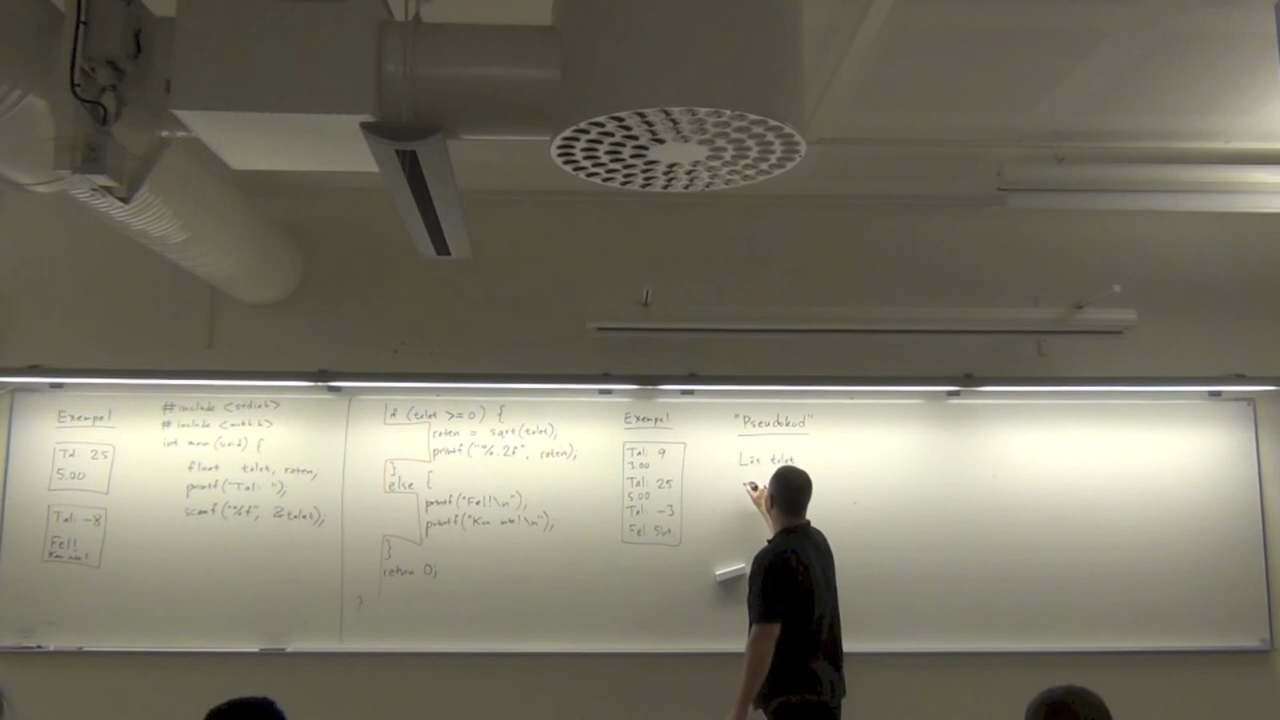 Exempel
Tal: 25
5.00
Tal: -8
Fel!
Kan inte!
#include <stdio.h>
#include <math.h>
int main (void) {
float talet, roten;
printf("Tal: ");
scanf("%f", &talet);
if (talet >= 0) {
roten = sqrt(talet);
printf("%.2f", roten);
}
else {
printf("Fel!\n");
printf("Kan inte!\n");
}
return 0;
}
Exempel
Tal: 9
3.00
Tal: 25
5.00
Tal: -3
Fel. Slut.
"Pseudokod"
Läs talet